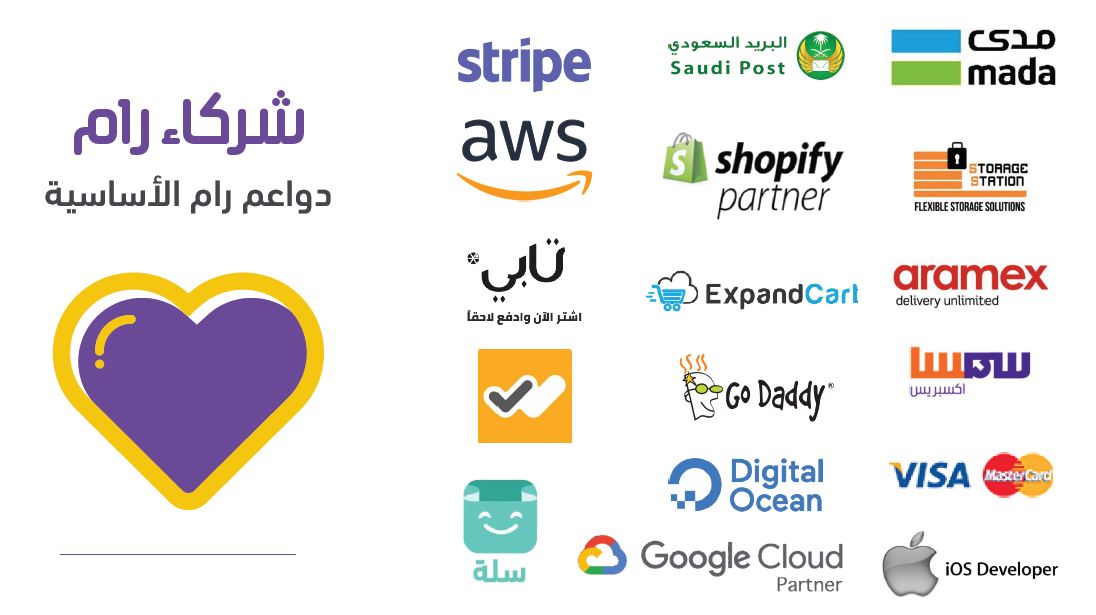 شركاء رام
دواعم رام الأساسية
stripe
البريد السعودي
Saudi Post
مدى
mada
aws
shopify
partner
STORAGE
STATION
FLEXIBLE STORAGE SOLUTIONS
تابي
اشتر الآن وادفع لاحقاً
ExpandCart
aramex
delivery unlimited
Go Daddy®
سمسا
اكسبريس
Digital
Ocean
VISA
MasterCard
سلة
Google Cloud
Partner
iOS Developer